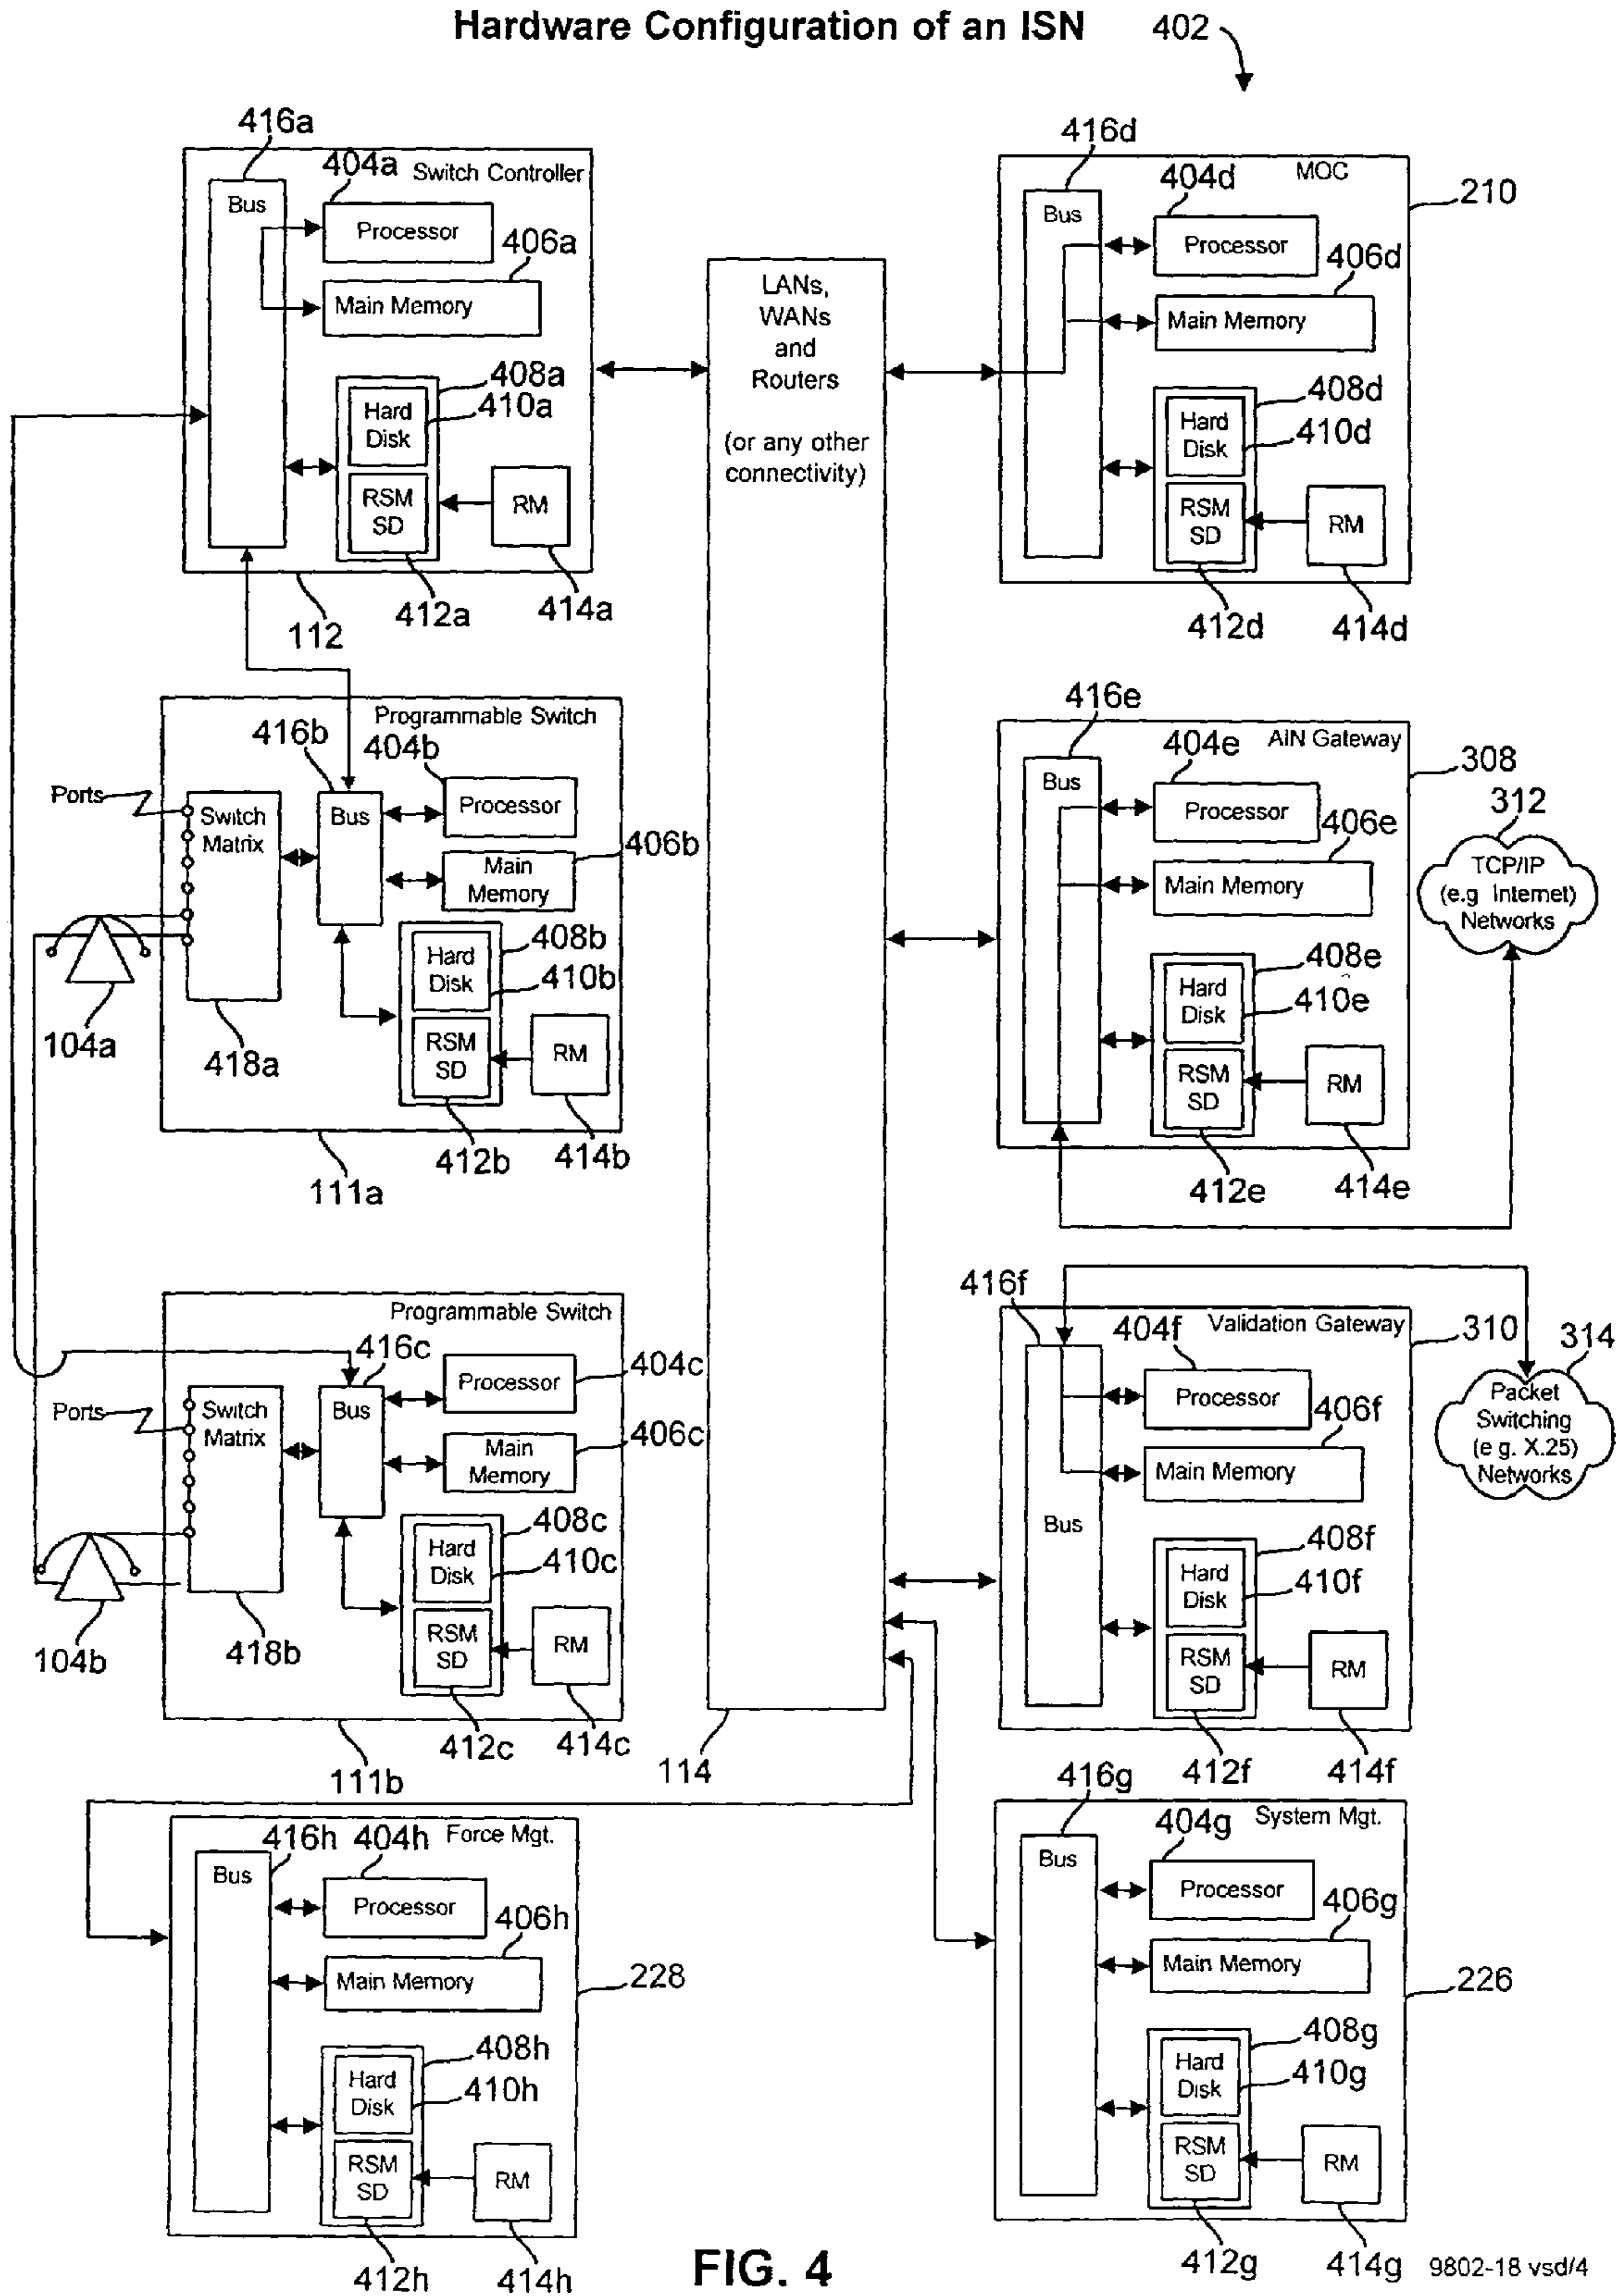 Hardware Configuration of an ISN
402
416a
404a
Switch Controller
Bus
Processor
406a
Main Memory
408a
Hard
Disk
410a
RSM
SD
RM
412a
414a
112
LANs,
WANs
and
Routers
(or any other
connectivity)
114
416d
404d
MOC
210
Bus
Processor
406d
Main Memory
408d
Hard
Disk
410d
RSM
SD
RM
412d
414d
Programmable Switch
416b
404b
Ports
Switch
Matrix
Bus
Processor
406b
Main
Memory
408b
Hard
Disk
410b
RSM
SD
RM
104a
418a
412b
414b
111a
416e
404e
AIN Gateway
308
Bus
Processor
406e
Main Memory
408e
Hard
Disk
410e
RSM
SD
RM
412e
414e
312
TCP/IP
(e.g Internet)
Networks
Programmable Switch
416c
404c
Ports
Switch
Matrix
Bus
Processor
406c
Main
Memory
408c
Hard
Disk
410c
RSM
SD
RM
104b
418b
412c
414c
111b
416f
404f
Validation Gateway
310
Processor
406f
Main Memory
Bus
408f
Hard
Disk
410f
RSM
SD
RM
412f
414f
314
Packet
Switching
(e g. X.25)
Networks
416h
404h
Force Mgt.
Bus
Processor
406h
Main Memory
228
408h
Hard
Disk
410h
RSM
SD
RM
412h
414h
416g
404g
System Mgt.
Bus
Processor
406g
Main Memory
226
408g
Hard
Disk
410g
RSM
SD
RM
412g
414g
FIG. 4
9802-18 vsd/4